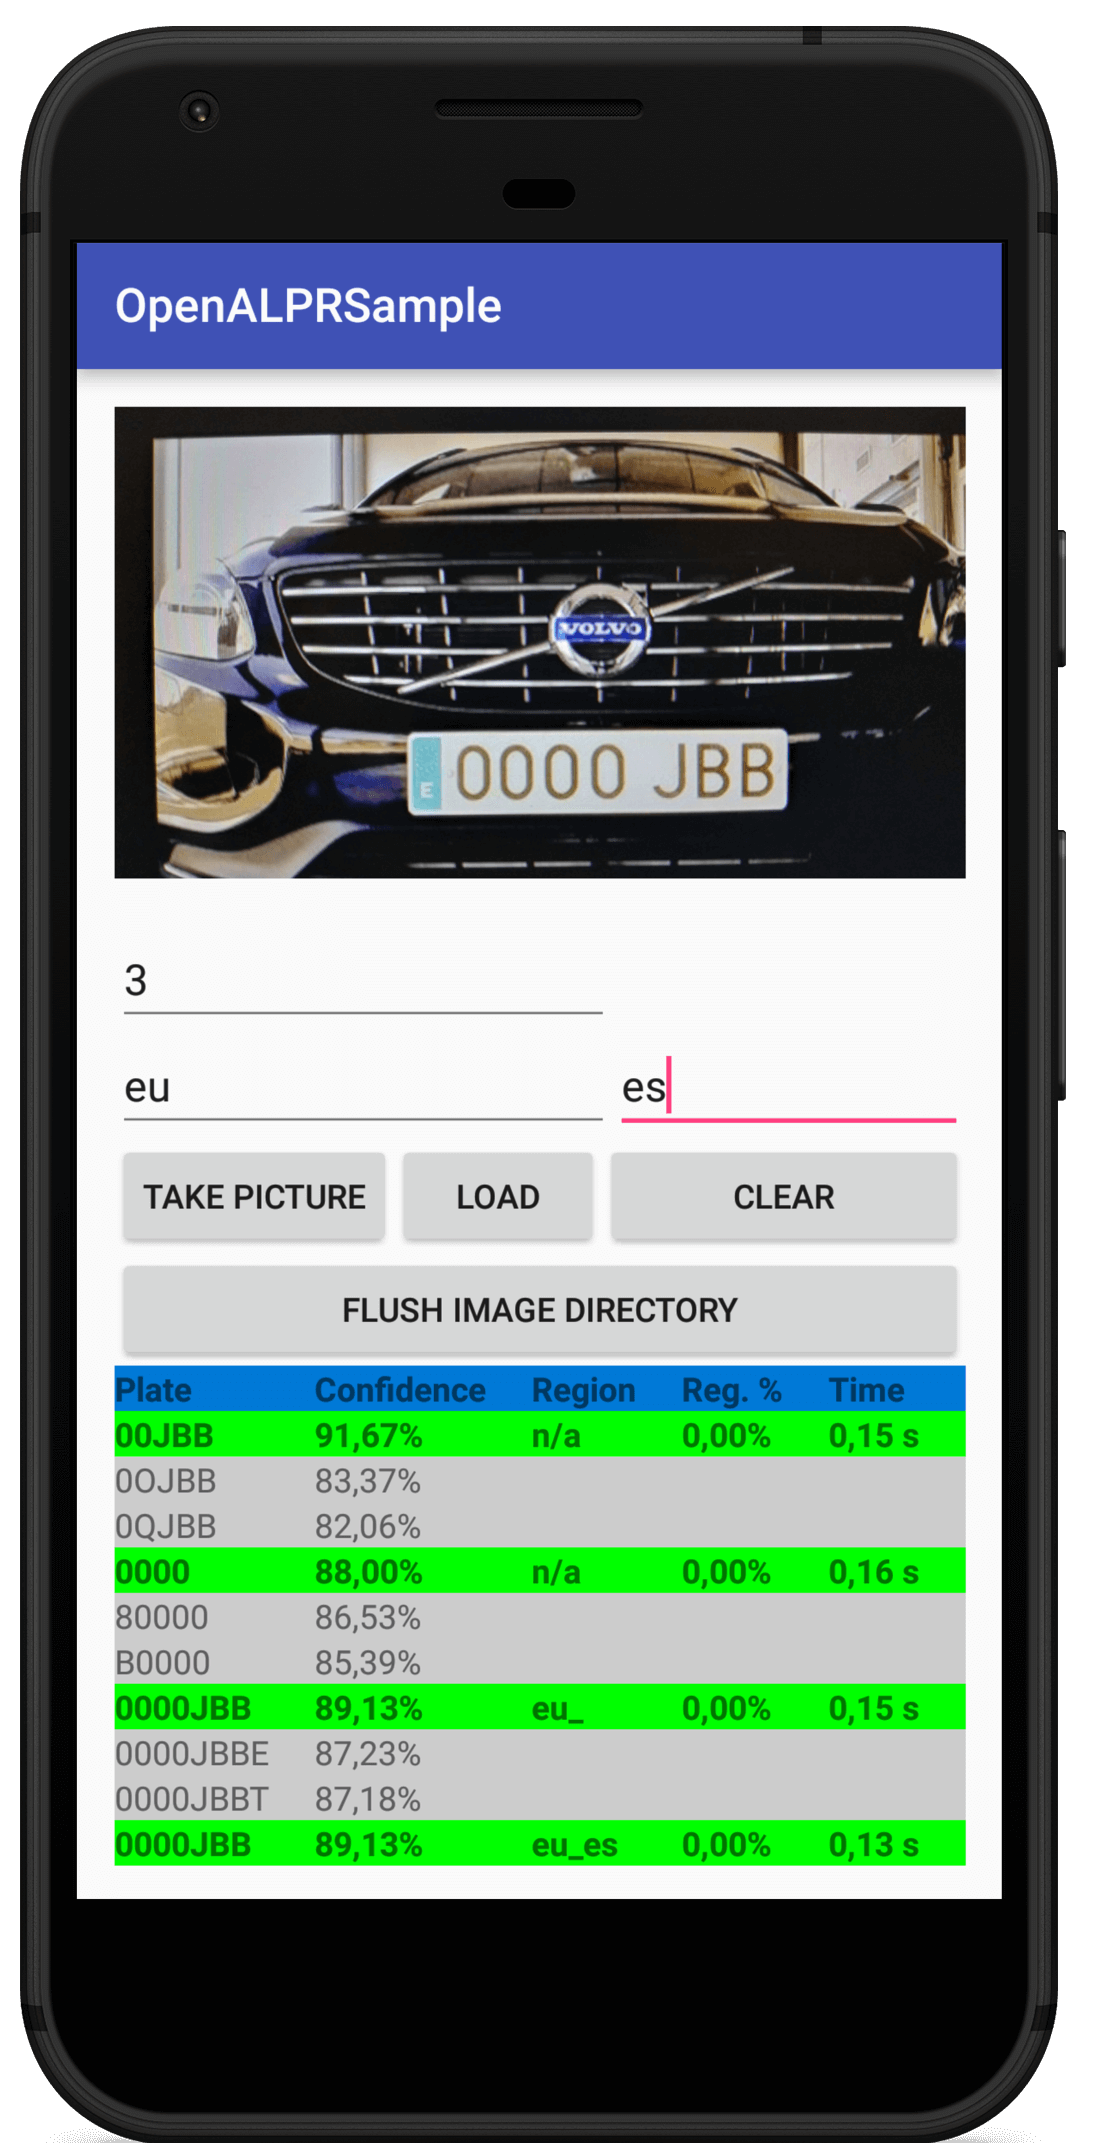 OpenALPRSample
VOLVO
E 0000 JBB
3
eu es
TAKE PICTURE LOAD CLEAR
FLUSH IMAGE DIRECTORY
Plate Confidence Region Reg. % Time
00JBB 91,67% n/a 0,00% 0,15 s
0OJBB 83,37%
0QJBB 82,06%
0000 88,00% n/a 0,00% 0,16 s
80000 86,53%
B0000 85,39%
0000JBB 89,13% eu_ 0,00% 0,15 s
0000JBBE 87,23%
0000JBBT 87,18%
0000JBB 89,13% eu_es 0,00% 0,13 s